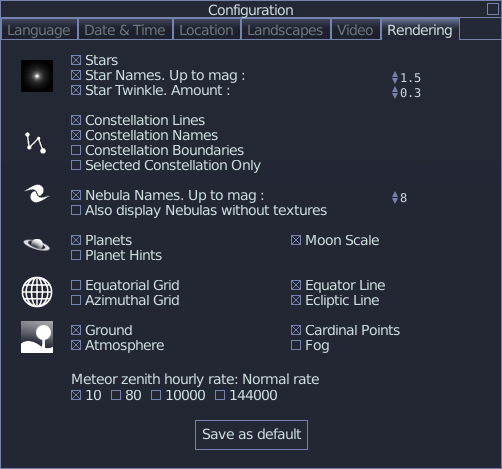 Configuration
Language Date & Time Location Landscapes Video Rendering
Stars
Star Names. Up to mag : 1.5
Star Twinkle. Amount : 0.3
Constellation Lines
Constellation Names
Constellation Boundaries
Selected Constellation Only
Nebula Names. Up to mag : 8
Also display Nebulas without textures
Planets Moon Scale
Planet Hints
Equatorial Grid Equator Line
Azimuthal Grid Ecliptic Line
Ground Cardinal Points
Atmosphere Fog
Meteor zenith hourly rate: Normal rate
10 80 10000 144000
Save as default